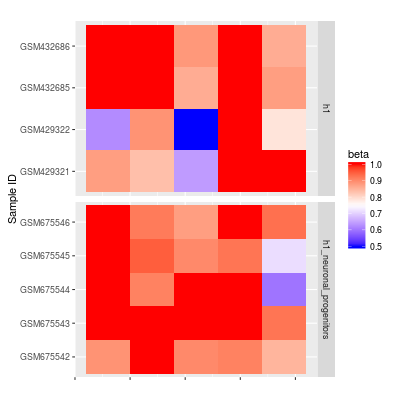 Sample ID
GSM432686
GSM432685
GSM429322
GSM429321
h1
GSM675546
GSM675545
GSM675544
GSM675543
GSM675542
h1_neuronal_progenitors
beta
1.0
0.9
0.8
0.7
0.6
0.5